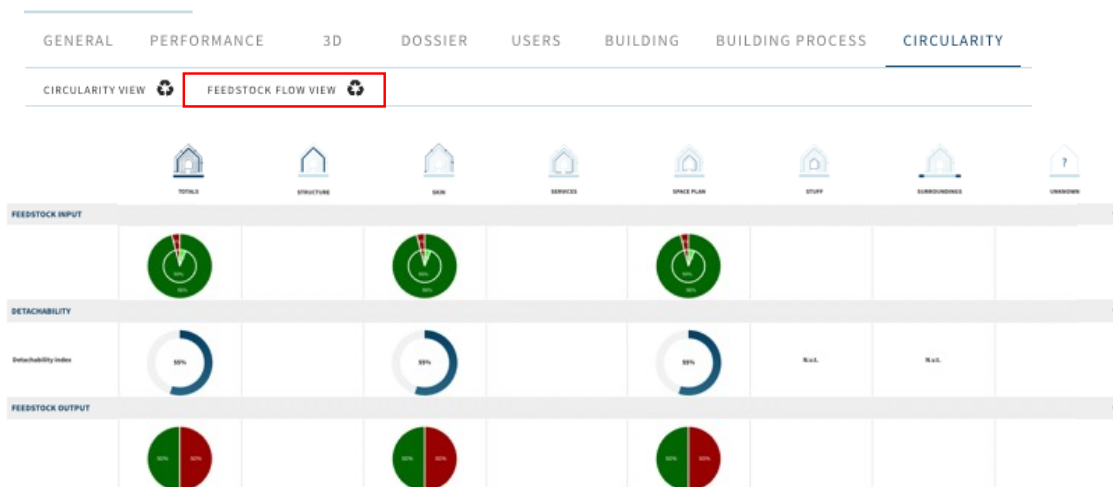 GENERAL PERFORMANCE 3D DOSSIER USERS BUILDING BUILDING PROCESS CIRCULARITY
CIRCULARITY VIEW FEEDSTOCK FLOW VIEW
?
TOTALS STRUCTURE SKIN SERVICES SPACE PLAN STUFF SURROUNDINGS UNKNOWN
FEEDSTOCK INPUT
DETACHABILITY
Detachability index 55% 55% 55% N.v.t. N.v.t.
FEEDSTOCK OUTPUT
50% 50% 50% 50% 50% 50%